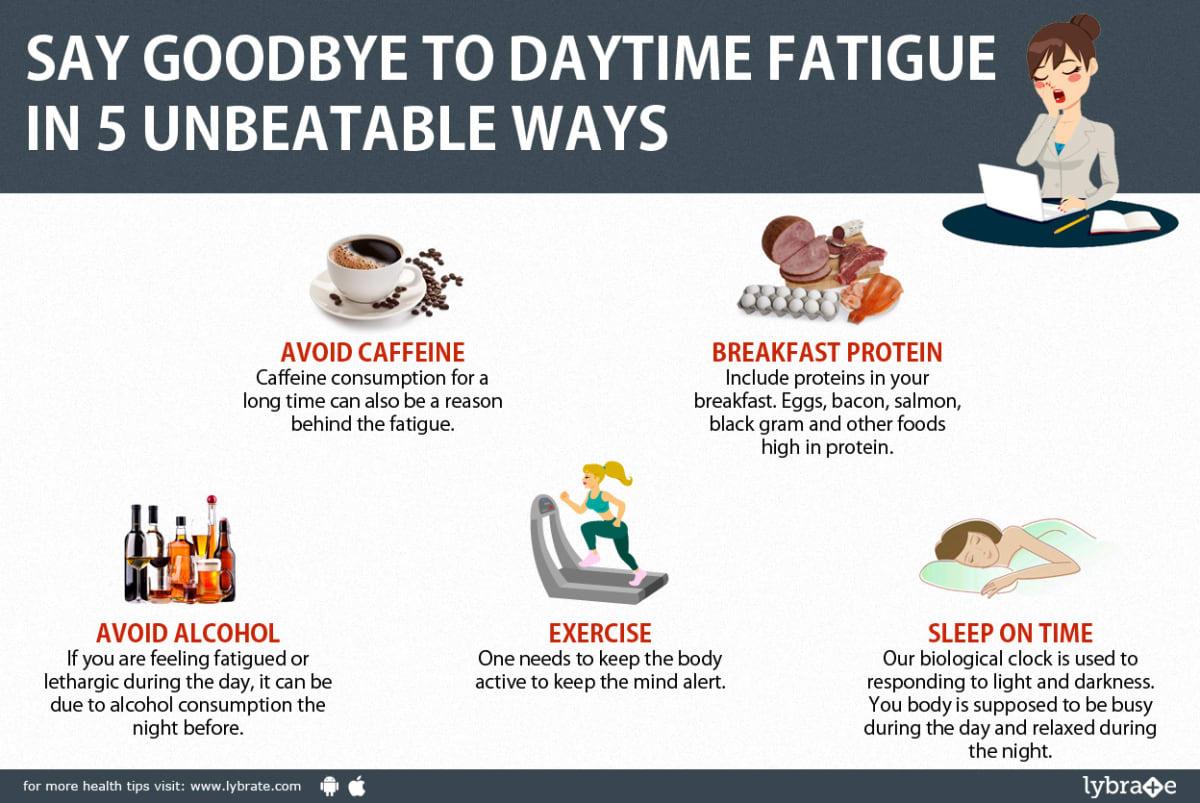 SAY GOODBYE TO DAYTIME FATIGUE
IN 5 UNBEATABLE WAYS
AVOID CAFFEINE
Caffeine consumption for a
long time can also be a reason
behind the fatigue.
BREAKFAST PROTEIN
Include proteins in your
breakfast. Eggs, bacon, salmon,
black gram and other foods
high in protein.
AVOID ALCOHOL
If you are feeling fatigued or
lethargic during the day, it can be
due to alcohol consumption the
night before.
EXERCISE
One needs to keep the body
active to keep the mind alert.
SLEEP ON TIME
Our biological clock is used to
responding to light and darkness.
You body is supposed to be busy
during the day and relaxed during
the night.
for more health tips visit: www.lybrate.com
lybrate